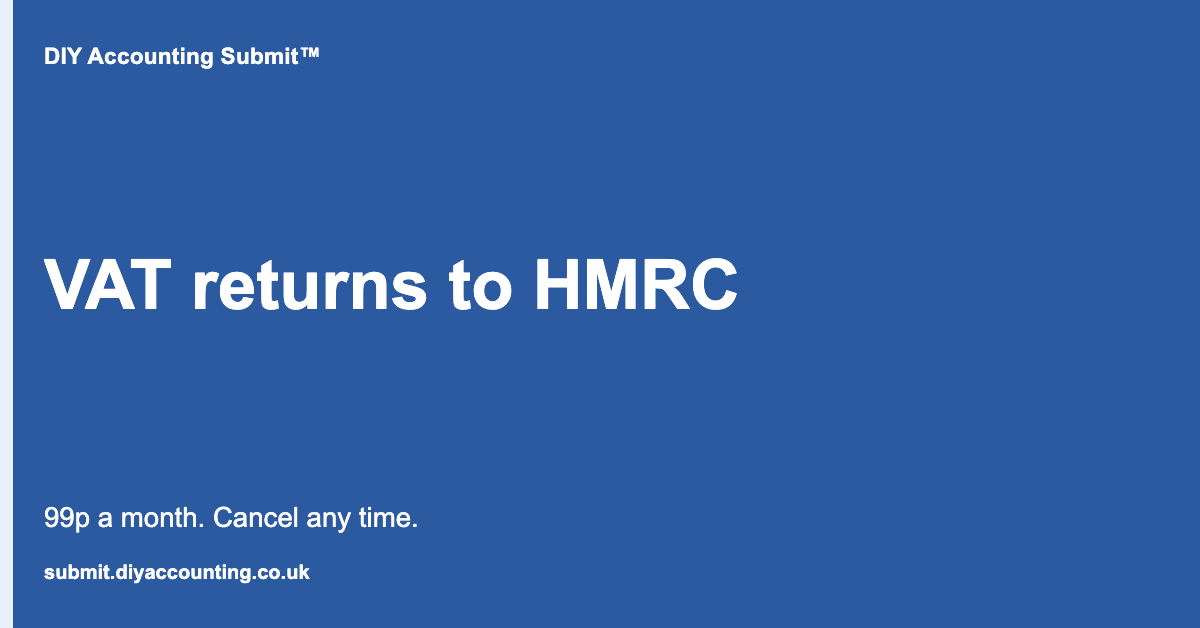 DIY Accounting Submit™
VAT returns to HMRC
99p a month. Cancel any time.
submit.diyaccounting.co.uk